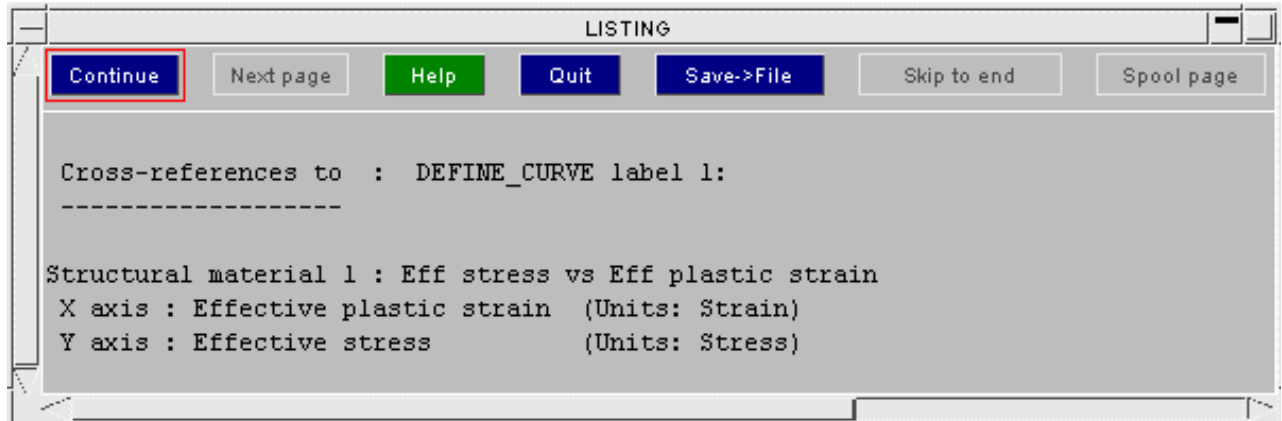 LISTING
Continue Next page Help Quit Save->File Skip to end Spool page
Cross-references to : DEFINE_CURVE label 1:
-------------------
Structural material 1 : Eff stress vs Eff plastic strain
X axis : Effective plastic strain (Units: Strain)
Y axis : Effective stress (Units: Stress)